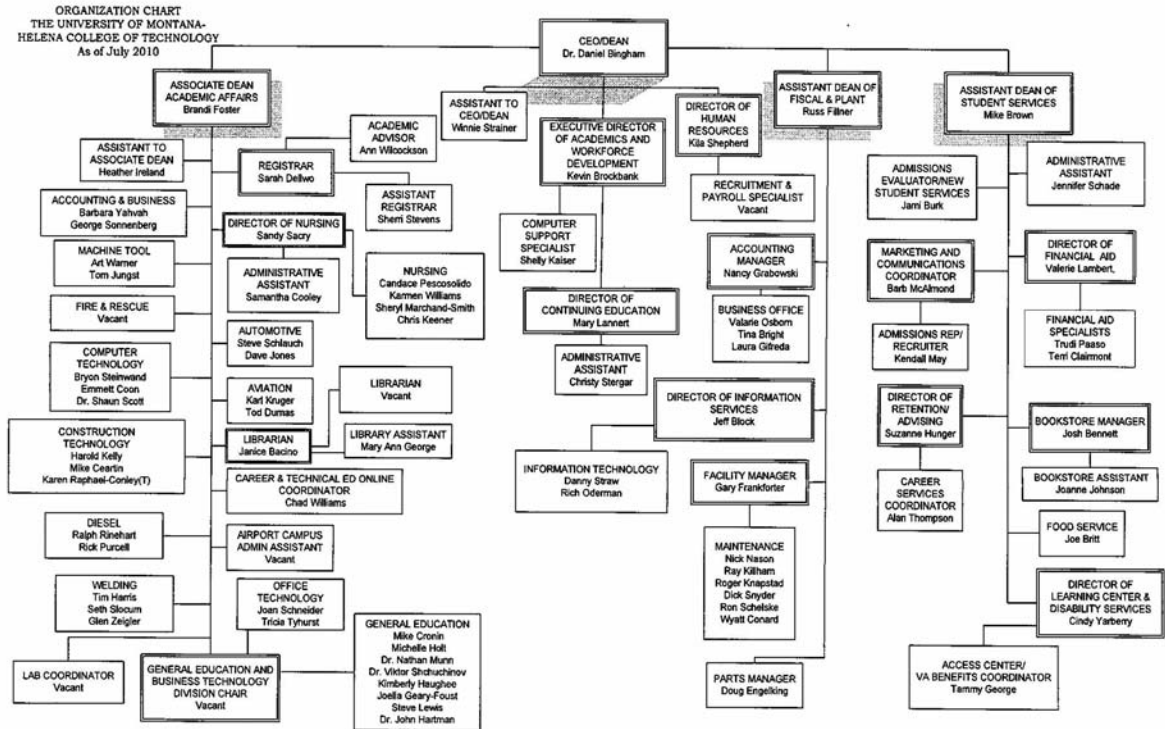 ORGANIZATION CHART
THE UNIVERSITY OF MONTANA-
HELENA COLLEGE OF TECHNOLOGY
As of July 2010
CEO/DEAN
Dr. Daniel Bingham
ASSOCIATE DEAN
ACADEMIC AFFAIRS
Brandi Foster
ASSISTANT TO
CEO/DEAN
Winnie Strainer
EXECUTIVE DIRECTOR
OF ACADEMICS AND
WORKFORCE
DEVELOPMENT
Kevin Brockbank
DIRECTOR OF
HUMAN
RESOURCES
Kila Shepherd
ASSISTANT DEAN OF
FISCAL & PLANT
Russ Fillner
ASSISTANT DEAN OF
STUDENT SERVICES
Mike Brown
ASSISTANT TO
ASSOCIATE DEAN
Heather Ireland
ACADEMIC
ADVISOR
Ann Wilcockson
REGISTRAR
Sarah Dellwo
ASSISTANT
REGISTRAR
Sherri Stevens
ACCOUNTING & BUSINESS
Barbara Yahvah
George Sonnenberg
DIRECTOR OF NURSING
Sandy Sacry
ADMINISTRATIVE
ASSISTANT
Samantha Cooley
NURSING
Candace Pescosolido
Karmen Williams
Sheryl Marchand-Smith
Chris Keener
MACHINE TOOL
Art Warner
Tom Jungst
FIRE & RESCUE
Vacant
AUTOMOTIVE
Steve Schlauch
Dave Jones
COMPUTER
TECHNOLOGY
Bryon Steinwand
Emmett Coon
Dr. Shaun Scott
AVIATION
Karl Kruger
Tod Dumas
LIBRARIAN
Vacant
LIBRARIAN
Janice Bacino
LIBRARY ASSISTANT
Mary Ann George
CONSTRUCTION
TECHNOLOGY
Harold Kelly
Mike Ceartin
Karen Raphael-Conley(T)
CAREER & TECHNICAL ED ONLINE
COORDINATOR
Chad Williams
DIESEL
Ralph Rinehart
Rick Purcell
AIRPORT CAMPUS
ADMIN ASSISTANT
Vacant
WELDING
Tim Harris
Seth Slocum
Glen Zeigler
OFFICE
TECHNOLOGY
Joan Schneider
Tricia Tyhurst
GENERAL EDUCATION
Mike Cronin
Michelle Holt
Dr. Nathan Munn
Dr. Viktor Shchuchinov
Kimberly Haughee
Joella Geary-Foust
Steve Lewis
Dr. John Hartman
LAB COORDINATOR
Vacant
GENERAL EDUCATION AND
BUSINESS TECHNOLOGY
DIVISION CHAIR
Vacant
COMPUTER
SUPPORT
SPECIALIST
Shelly Kaiser
DIRECTOR OF
CONTINUING EDUCATION
Mary Lannert
ADMINISTRATIVE
ASSISTANT
Christy Stergar
RECRUITMENT &
PAYROLL SPECIALIST
Vacant
ACCOUNTING
MANAGER
Nancy Grabowski
BUSINESS OFFICE
Valarie Osborn
Tina Bright
Laura Gifreda
DIRECTOR OF INFORMATION
SERVICES
Jeff Block
INFORMATION TECHNOLOGY
Danny Straw
Rich Oderman
FACILITY MANAGER
Gary Frankforter
MAINTENANCE
Nick Nason
Ray Killham
Roger Knapstad
Dick Snyder
Ron Schelske
Wyatt Conard
PARTS MANAGER
Doug Engelking
ADMISSIONS
EVALUATOR/NEW
STUDENT SERVICES
Jami Burk
ADMINISTRATIVE
ASSISTANT
Jennifer Schade
MARKETING AND
COMMUNICATIONS
COORDINATOR
Barb McAlmond
DIRECTOR OF
FINANCIAL AID
Valerie Lambert,
ADMISSIONS REP/
RECRUITER
Kendall May
FINANCIAL AID
SPECIALISTS
Trudi Paaso
Terri Clairmont
DIRECTOR OF
RETENTION/
ADVISING
Suzanne Hunger
BOOKSTORE MANAGER
Josh Bennett
BOOKSTORE ASSISTANT
Joanne Johnson
CAREER
SERVICES
COORDINATOR
Alan Thompson
FOOD SERVICE
Joe Britt
DIRECTOR OF
LEARNING CENTER &
DISABILITY SERVICES
Cindy Yarberry
ACCESS CENTER/
VA BENEFITS COORDINATOR
Tammy George